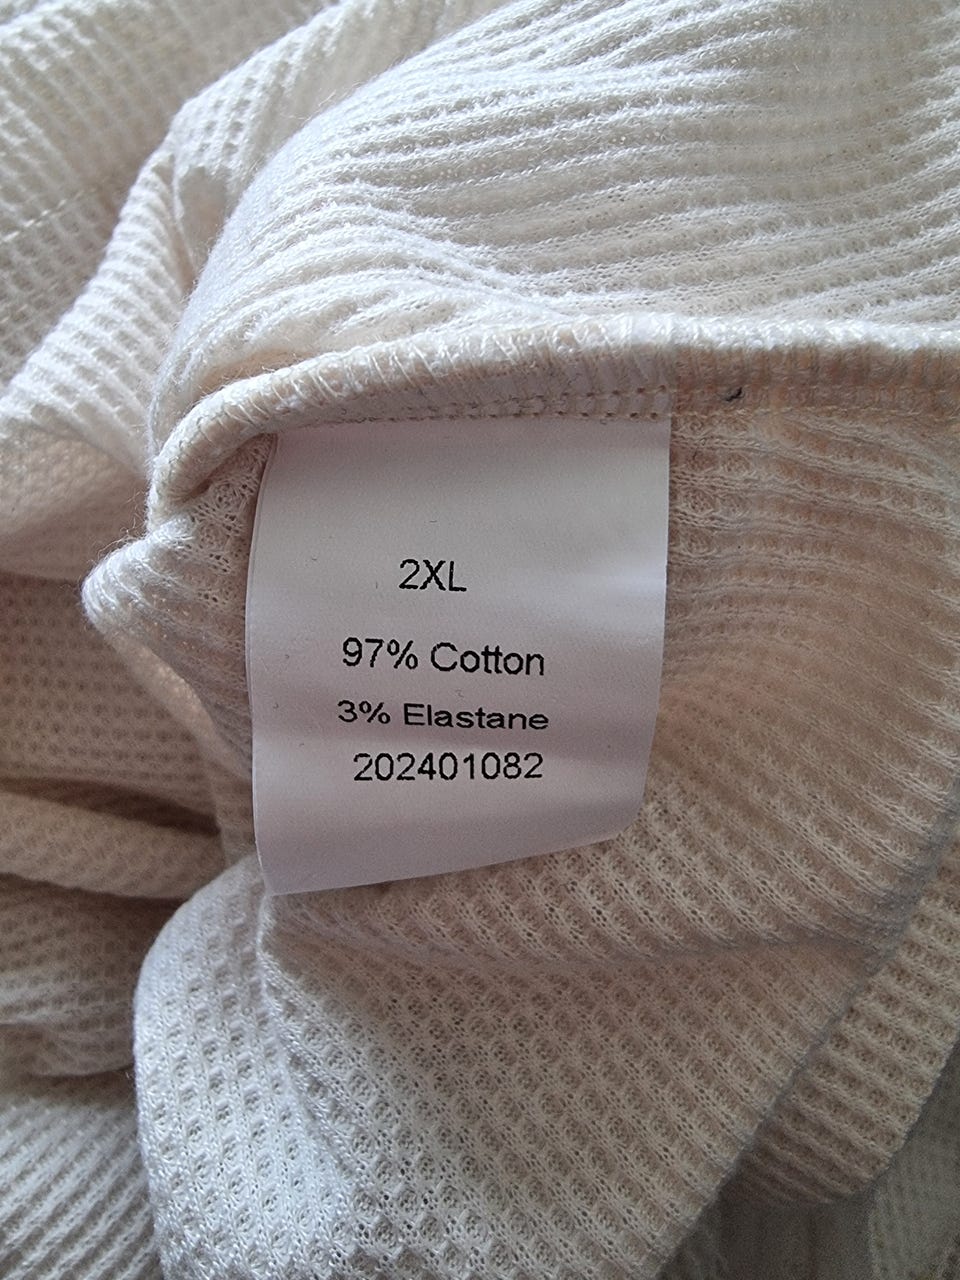 2XL
97% Cotton
3% Elastane
202401082